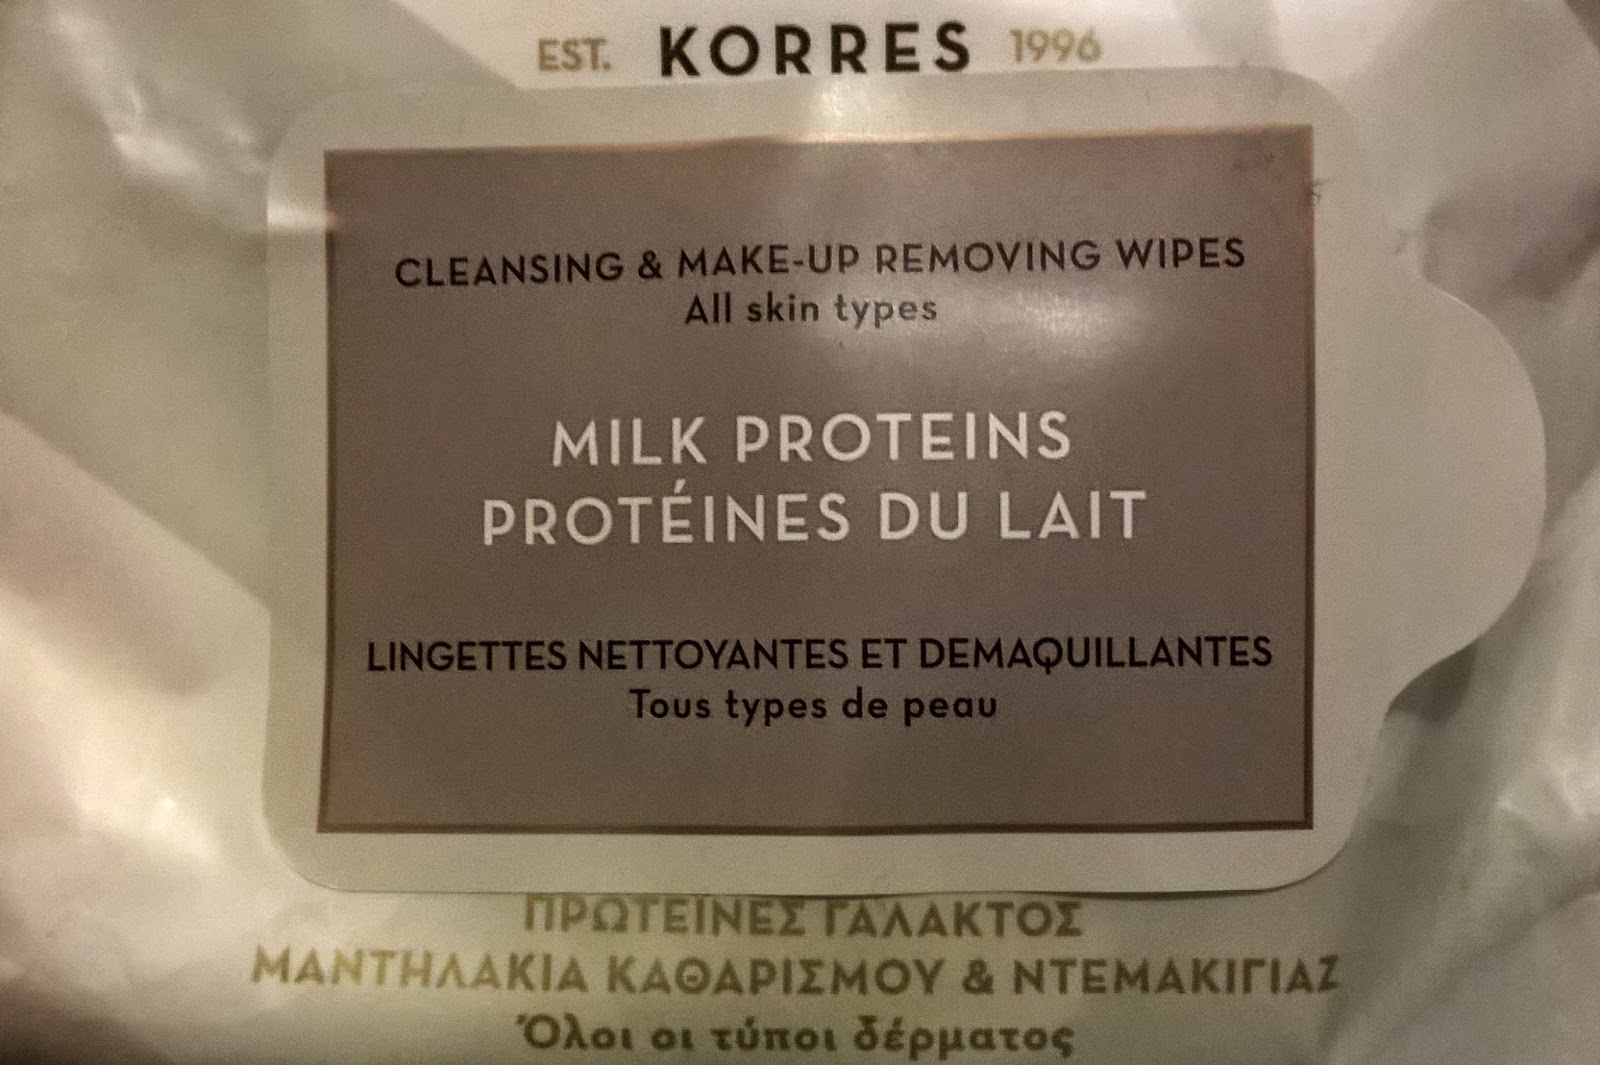 EST. KORRES 1996
CLEANSING & MAKE-UP REMOVING WIPES
All skin types
MILK PROTEINS
PROTÉINES DU LAIT
LINGETTES NETTOYANTES ET DEMAQUILLANTES
Tous types de peau
ΠΡΩΤΕΪΝΕΣ ΓΑΛΑΚΤΟΣ
ΜΑΝΤΗΛΑΚΙΑ ΚΑΘΑΡΙΣΜΟΥ & ΝΤΕΜΑΚΙΓΙΑΖ
Όλοι οι τύποι δέρματος